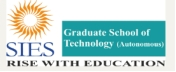 SIES
Graduate School of
Technology (Autonomous)
RISE WITH EDUCATION